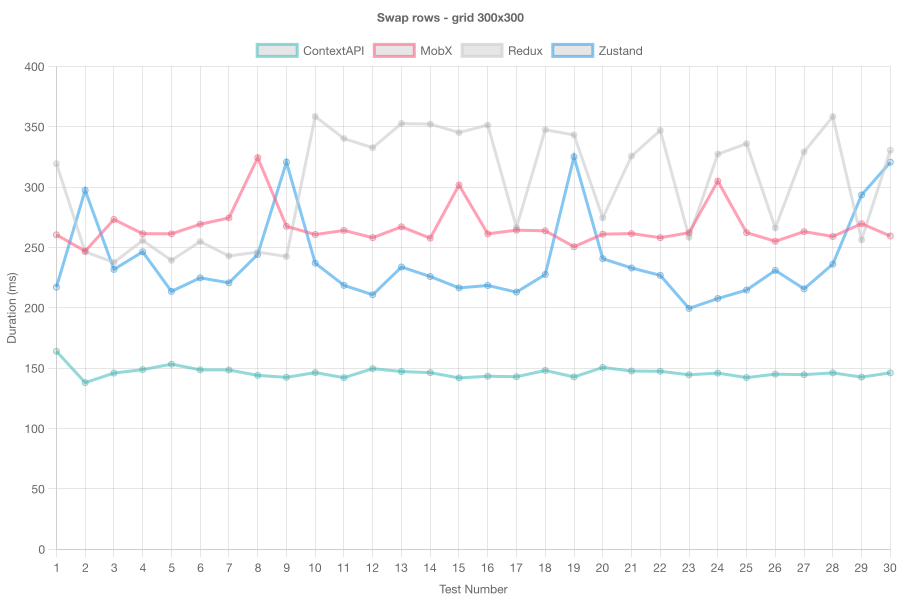 Swap rows - grid 300x300
ContextAPI MobX Redux Zustand
400
350
300
250
200
150
100
50
0
Duration (ms)
1 2 3 4 5 6 7 8 9 10 11 12 13 14 15 16 17 18 19 20 21 22 23 24 25 26 27 28 29 30
Test Number